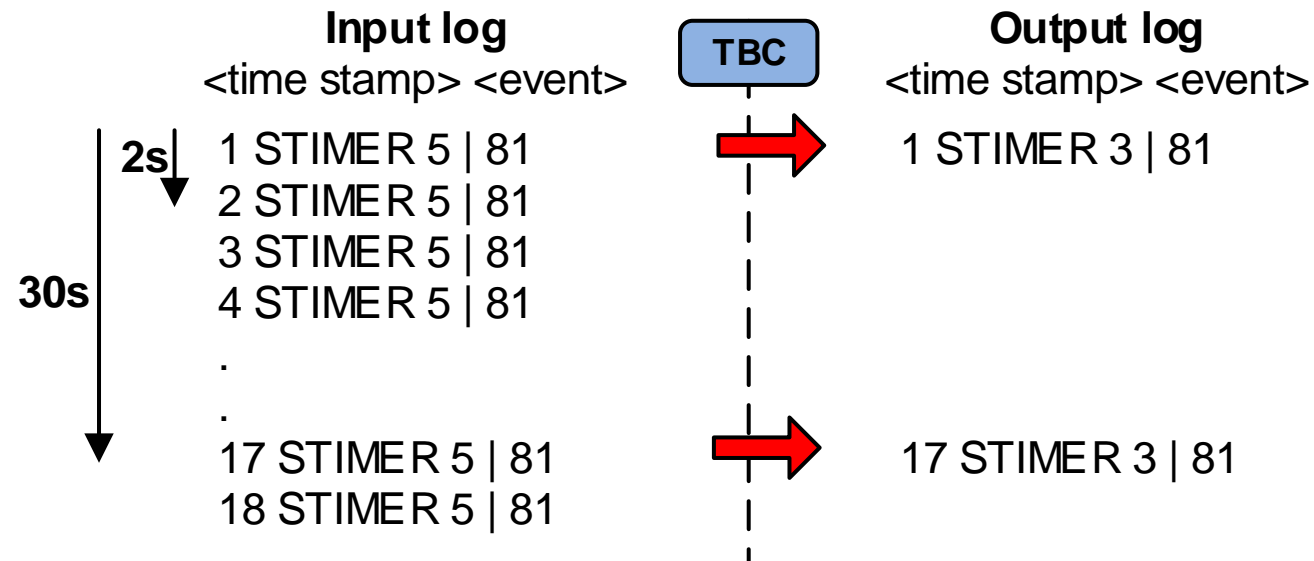 Input log
<time stamp> <event>
TBC
Output log
<time stamp> <event>
2s
30s
1 STIMER 5 | 81
2 STIMER 5 | 81
3 STIMER 5 | 81
4 STIMER 5 | 81
.
.
17 STIMER 5 | 81
18 STIMER 5 | 81
1 STIMER 3 | 81
17 STIMER 3 | 81